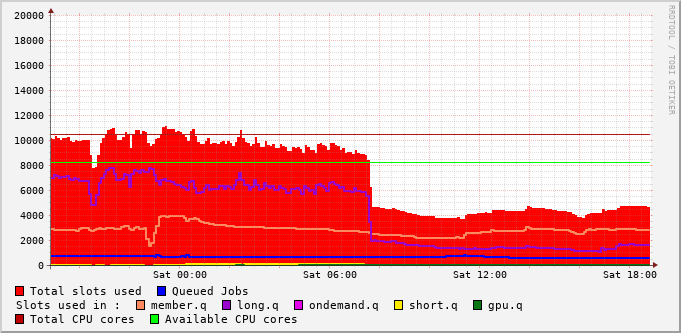 20000
18000
16000
14000
12000
10000
8000
6000
4000
2000
0
Sat 00:00 Sat 06:00 Sat 12:00 Sat 18:00
Total slots used Queued Jobs
Slots used in : member.q long.q ondemand.q short.q gpu.q
Total CPU cores Available CPU cores
RRDTOOL / TOBI OETIKER